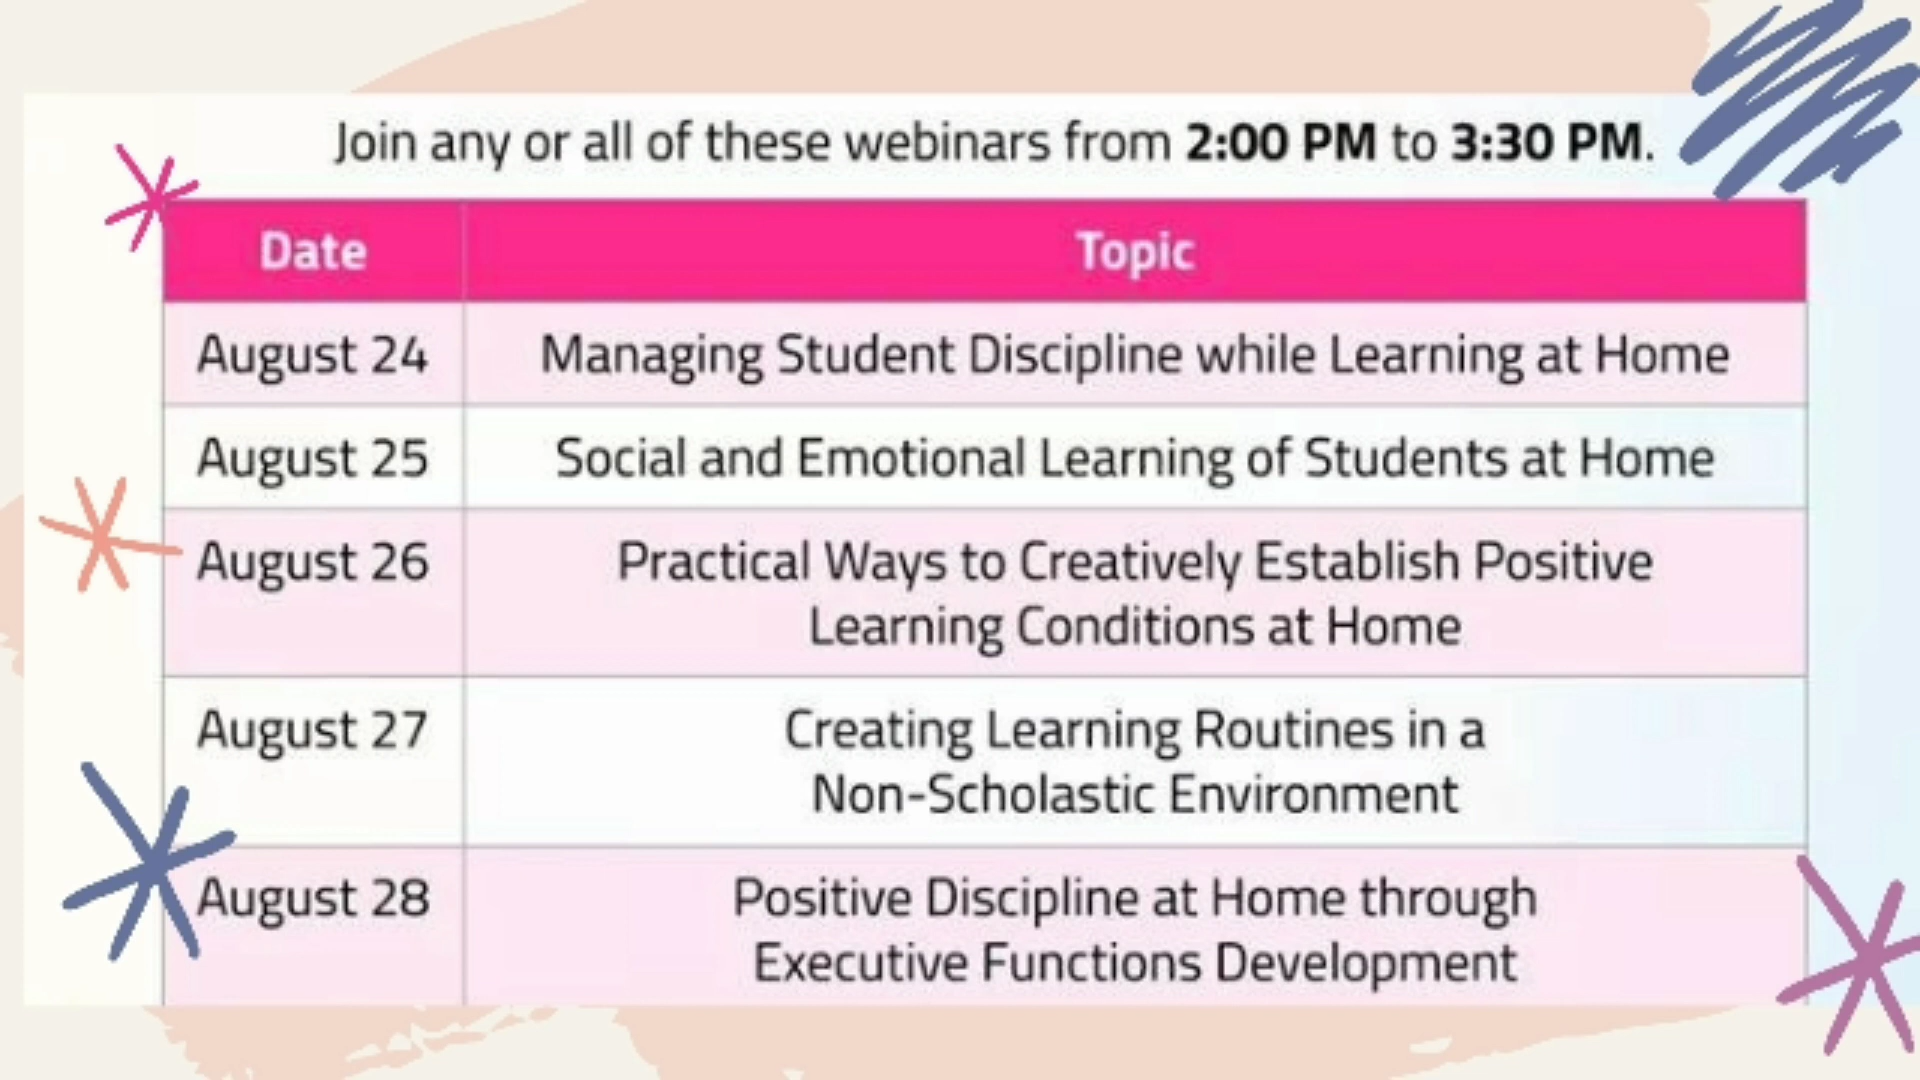 Join any or all of these webinars from 2:00 PM to 3:30 PM.
Date Topic
August 24 Managing Student Discipline while Learning at Home
August 25 Social and Emotional Learning of Students at Home
August 26 Practical Ways to Creatively Establish Positive
Learning Conditions at Home
August 27 Creating Learning Routines in a
Non-Scholastic Environment
August 28 Positive Discipline at Home through
Executive Functions Development